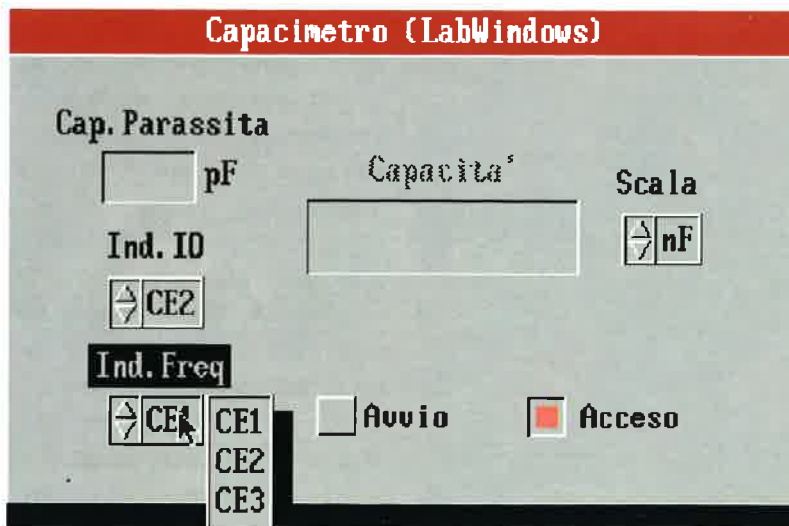 Capacimetro (LabWindows)
Cap. Parassita
pF
Capacita'
Scala
nF
Ind. IO
CE2
Ind. Freq
CE1
CE1
CE2
CE3
Avvio
Acceso